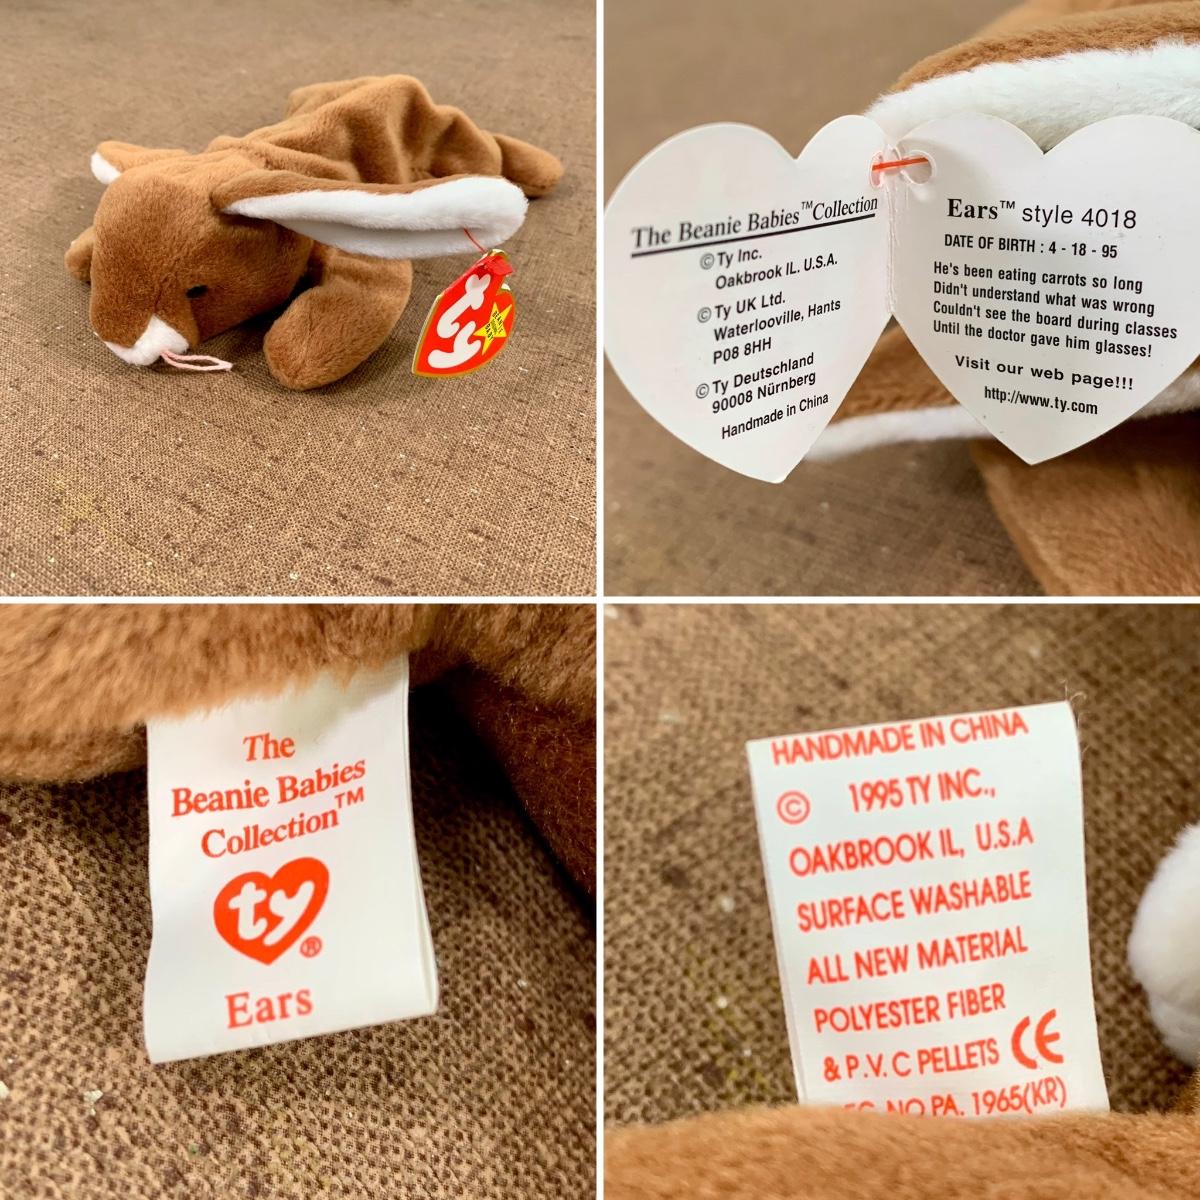 ty
The Beanie Babies™Collection
© Ty Inc.
Oakbrook IL. U.S.A.
© Ty UK Ltd.
Waterlooville, Hants
P08 8HH
© Ty Deutschland
90008 Nürnberg
Handmade in China
Ears™ style 4018
DATE OF BIRTH : 4 - 18 - 95
He's been eating carrots so long
Didn't understand what was wrong
Couldn't see the board during classes
Until the doctor gave him glasses!
Visit our web page!!!
http://www.ty.com
The
Beanie Babies
Collection™
ty®
Ears
HANDMADE IN CHINA
© 1995 TY INC.,
OAKBROOK IL, U.S.A
SURFACE WASHABLE
ALL NEW MATERIAL
POLYESTER FIBER
& P.V. C PELLETS CE
NO PA. 1965(KR)